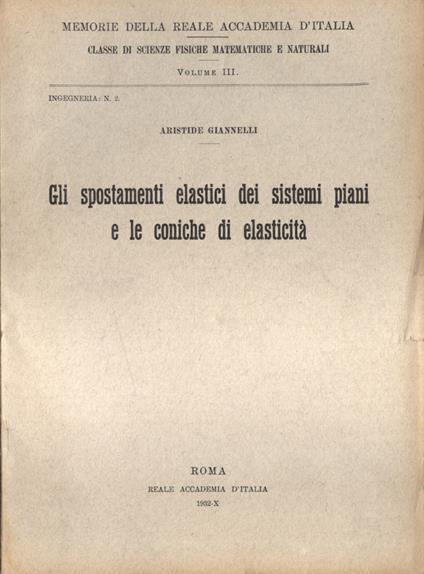 MEMORIE DELLA REALE ACCADEMIA D'ITALIA
CLASSE DI SCIENZE FISICHE MATEMATICHE E NATURALI
VOLUME III.
INGEGNERIA: N. 2.
ARISTIDE GIANNELLI
Gli spostamenti elastici dei sistemi piani
e le coniche di elasticità
ROMA
REALE ACCADEMIA D'ITALIA
1932-X